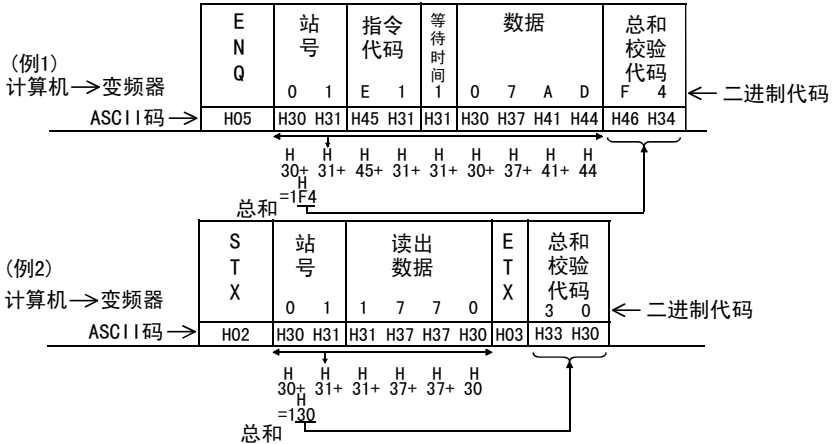 (例1)
计算机→变频器
ENQ 站号 指令代码 等待时间 数据 总和校验代码
0 1 E 1 1 0 7 A D F 4 ← 二进制代码
ASCII码→ H05 H30 H31 H45 H31 H31 H30 H37 H41 H44 H46 H34
H H H H H H H H H
30+ 31+ 45+ 31+ 31+ 30+ 37+ 41+ 44
H
=1F4
总和
(例2)
计算机→变频器
STX 站号 读出数据 ETX 总和校验代码
0 1 1 7 7 0 3 0 ← 二进制代码
ASCII码→ H02 H30 H31 H31 H37 H37 H30 H03 H33 H30
H H H H H H
30+ 31+ 31+ 37+ 37+ 30
H
=130
总和